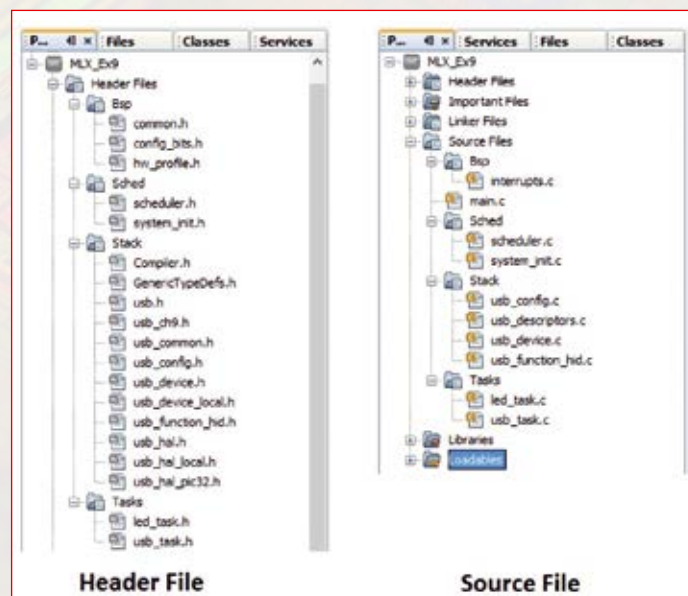 P... Files Classes Services
MLX_Ex9
Header Files
Bsp
common.h
config_bits.h
hw_profile.h
Sched
scheduler.h
system_init.h
Stack
Compiler.h
GenericTypeDefs.h
usb.h
usb_ch9.h
usb_common.h
usb_config.h
usb_device.h
usb_device_local.h
usb_function_hid.h
usb_hal.h
usb_hal_local.h
usb_hal_pic32.h
Tasks
led_task.h
usb_task.h
Header File
P... Services Files Classes
MLX_Ex9
Header Files
Important Files
Linker Files
Source Files
Bsp
interrupts.c
main.c
Sched
scheduler.c
system_init.c
Stack
usb_config.c
usb_descriptors.c
usb_device.c
usb_function_hid.c
Tasks
led_task.c
usb_task.c
Libraries
Loadables
Source File